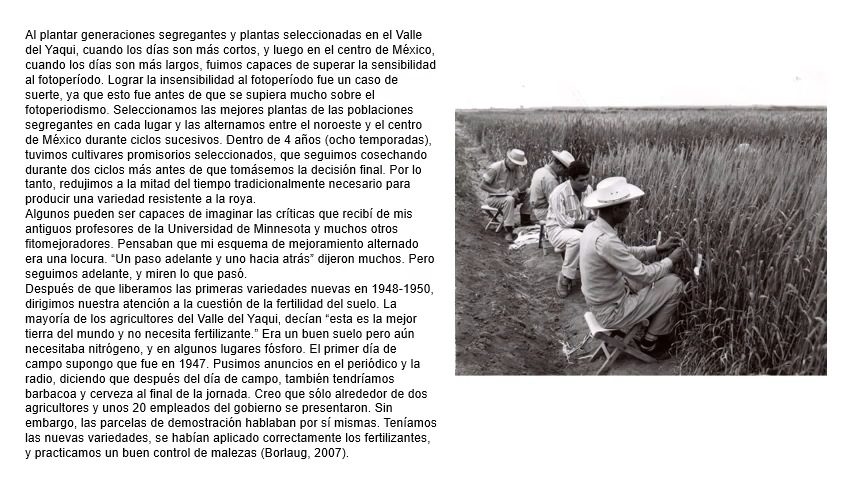 Al plantar generaciones segregantes y plantas seleccionadas en el Valle
del Yaqui, cuando los días son más cortos, y luego en el centro de México,
cuando los días son más largos, fuimos capaces de superar la sensibilidad
al fotoperíodo. Lograr la insensibilidad al fotoperíodo fue un caso de
suerte, ya que esto fue antes de que se supiera mucho sobre el
fotoperiodismo. Seleccionamos las mejores plantas de las poblaciones
segregantes en cada lugar y las alternamos entre el noroeste y el centro
de México durante ciclos sucesivos. Dentro de 4 años (ocho temporadas),
tuvimos cultivares promisorios seleccionados, que seguimos cosechando
durante dos ciclos más antes de que tomásemos la decisión final. Por lo
tanto, redujimos a la mitad del tiempo tradicionalmente necesario para
producir una variedad resistente a la roya.
Algunos pueden ser capaces de imaginar las críticas que recibí de mis
antiguos profesores de la Universidad de Minnesota y muchos otros
fitomejoradores. Pensaban que mi esquema de mejoramiento alternado
era una locura. “Un paso adelante y uno hacia atrás” dijeron muchos. Pero
seguimos adelante, y miren lo que pasó.
Después de que liberamos las primeras variedades nuevas en 1948-1950,
dirigimos nuestra atención a la cuestión de la fertilidad del suelo. La
mayoría de los agricultores del Valle del Yaqui, decían “esta es la mejor
tierra del mundo y no necesita fertilizante.” Era un buen suelo pero aún
necesitaba nitrógeno, y en algunos lugares fósforo. El primer día de
campo supongo que fue en 1947. Pusimos anuncios en el periódico y la
radio, diciendo que después del día de campo, también tendríamos
barbacoa y cerveza al final de la jornada. Creo que sólo alrededor de dos
agricultores y unos 20 empleados del gobierno se presentaron. Sin
embargo, las parcelas de demostración hablaban por sí mismas. Teníamos
las nuevas variedades, se habían aplicado correctamente los fertilizantes,
y practicamos un buen control de malezas (Borlaug, 2007).